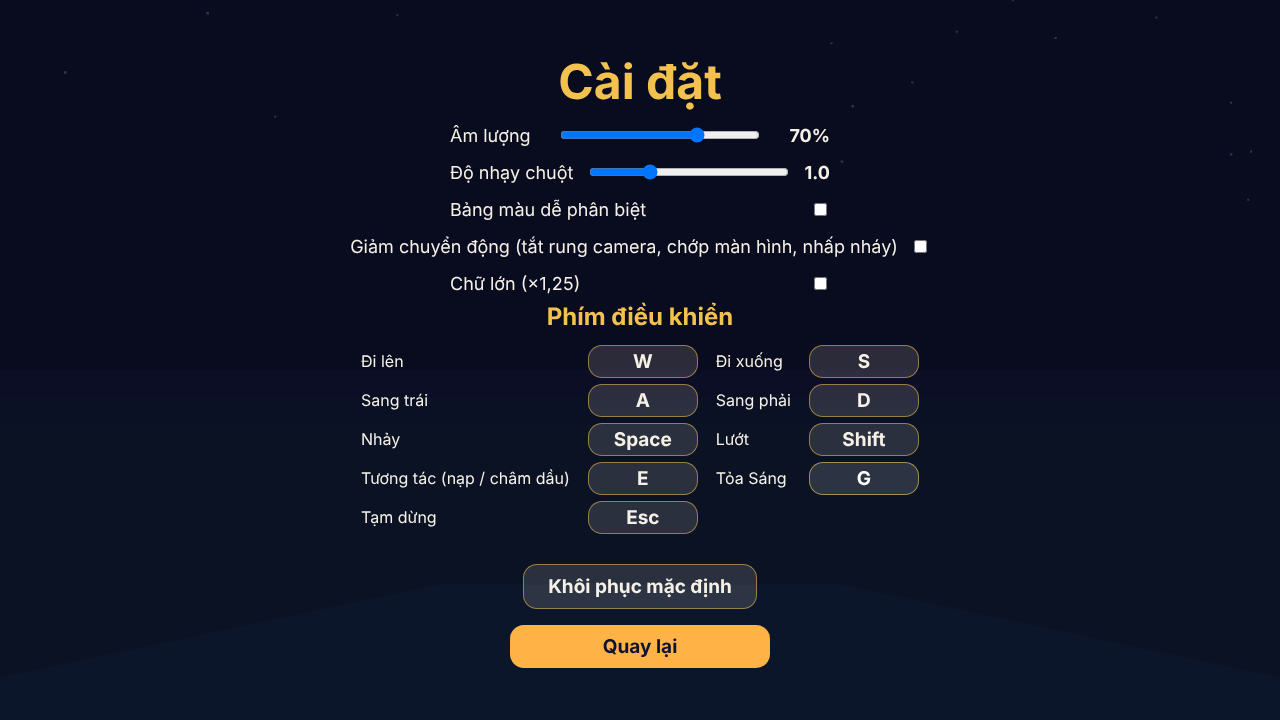 Cài đặt
Âm lượng 70%
Độ nhạy chuột 1.0
Bảng màu dễ phân biệt
Giảm chuyển động (tắt rung camera, chớp màn hình, nhấp nháy)
Chữ lớn (×1,25)
Phím điều khiển
Đi lên W Đi xuống S
Sang trái A Sang phải D
Nhảy Space Lướt Shift
Tương tác (nạp / châm dầu) E Tỏa Sáng G
Tạm dừng Esc
Khôi phục mặc định
Quay lại